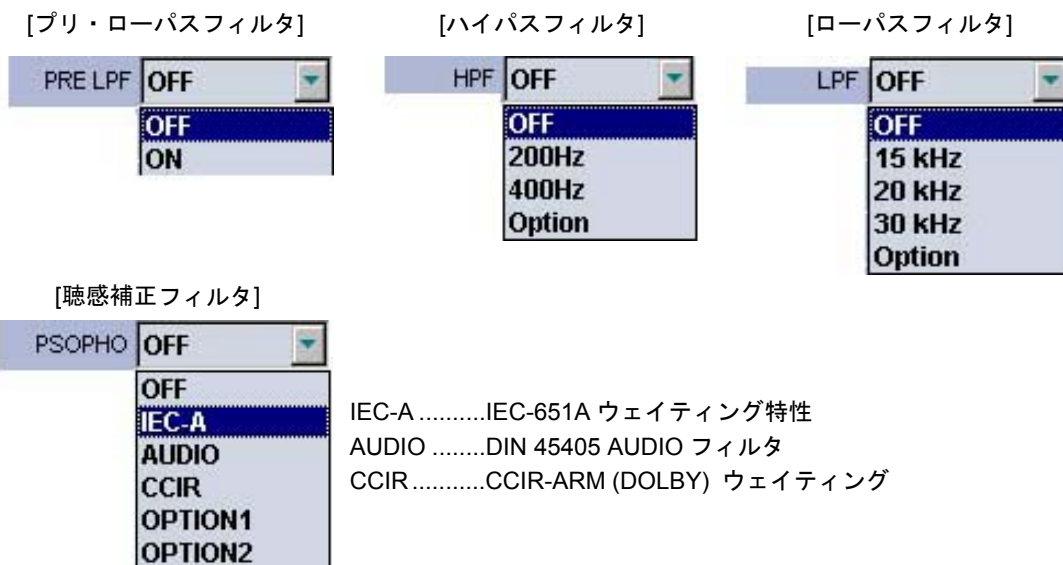 [プリ・ローパスフィルタ] [ハイパスフィルタ] [ローパスフィルタ]
PRE LPF OFF
OFF
ON
HPF OFF
OFF
200Hz
400Hz
Option
LPF OFF
OFF
15 kHz
20 kHz
30 kHz
Option
[聴感補正フィルタ]
PSOPHO OFF
OFF
IEC-A
AUDIO
CCIR
OPTION1
OPTION2
IEC-A ..........IEC-651A ウェイティング特性
AUDIO ........DIN 45405 AUDIO フィルタ
CCIR ...........CCIR-ARM (DOLBY) ウェイティング